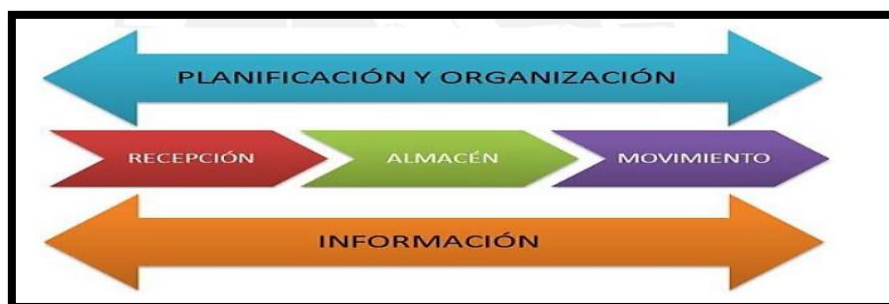 PLANIFICACIÓN Y ORGANIZACIÓN
RECEPCIÓN ALMACÉN MOVIMIENTO
INFORMACIÓN